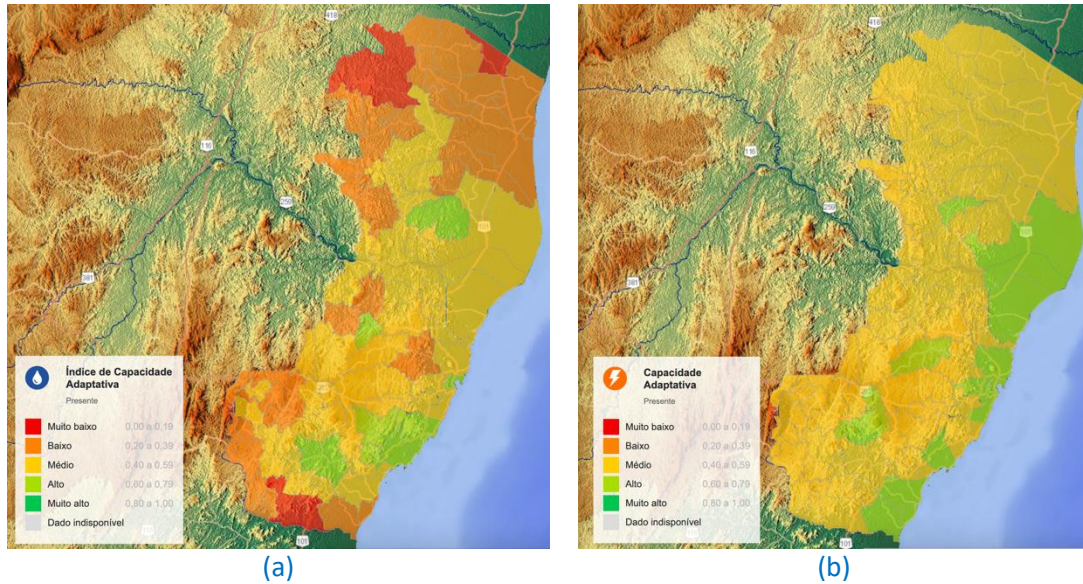 418
116
259
101
381
Índice de Capacidade
Adaptativa
Presente
Muito baixo 0,00 a 0,19
Baixo 0,20 a 0,39
Médio 0,40 a 0,59
Alto 0,60 a 0,79
Muito alto 0,80 a 1,00
Dado indisponível
101
(a)
418
116
259
381
Capacidade
Adaptativa
Presente
Muito baixo 0,00 a 0,19
Baixo 0,20 a 0,39
Médio 0,40 a 0,59
Alto 0,60 a 0,79
Muito alto 0,80 a 1,00
Dado indisponível
101
(b)